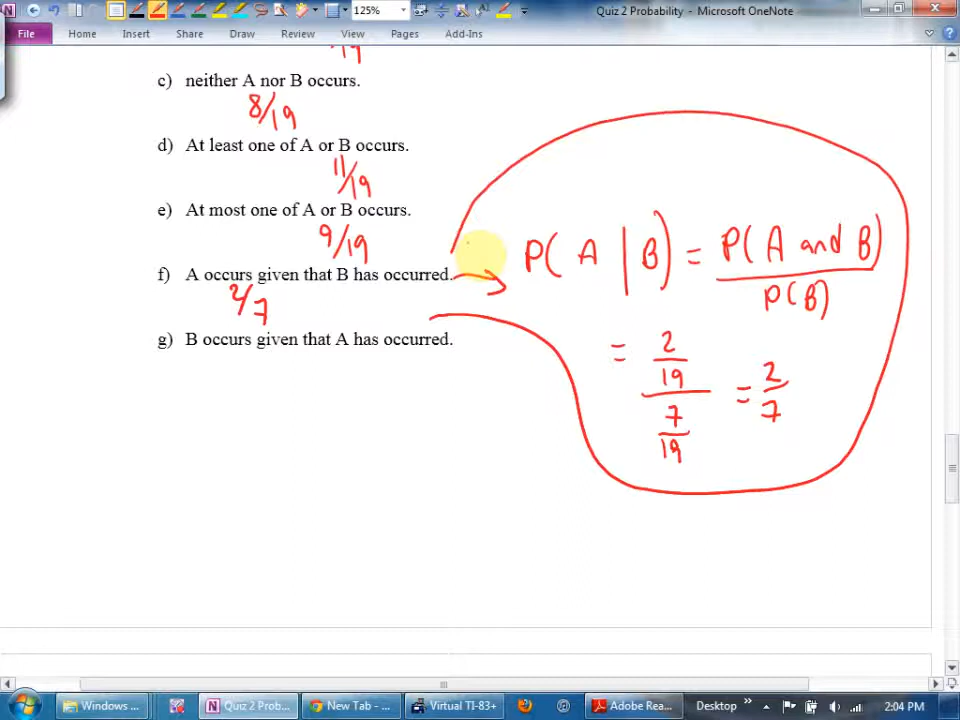 125%
Quiz 2 Probability - Microsoft OneNote
File Home Insert Share Draw Review Pages View Add-Ins
19
c) neither A nor B occurs.
8/19
d) At least one of A or B occurs.
11/19
e) At most one of A or B occurs.
9/19
f) A occurs given that B has occurred.
2/7
g) B occurs given that A has occurred.
P( A | B) = P( A and B)
P(B)
= 2/19 / 7/19 = 2/7
Windows ... Quiz 2 Prob... New Tab - ... Virtual TI-83+ Adobe Rea... Desktop » 2:04 PM